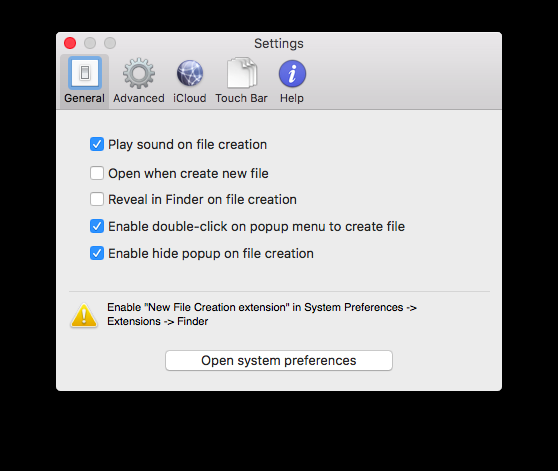 Settings
General Advanced iCloud Touch Bar Help
Play sound on file creation
Open when create new file
Reveal in Finder on file creation
Enable double-click on popup menu to create file
Enable hide popup on file creation
Enable "New File Creation extension" in System Preferences ->
Extensions -> Finder
Open system preferences